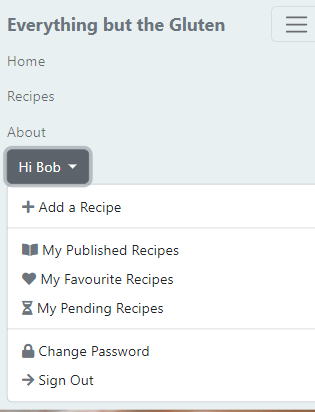 Everything but the Gluten
Home
Recipes
About
Hi Bob
Add a Recipe
My Published Recipes
My Favourite Recipes
My Pending Recipes
Change Password
Sign Out